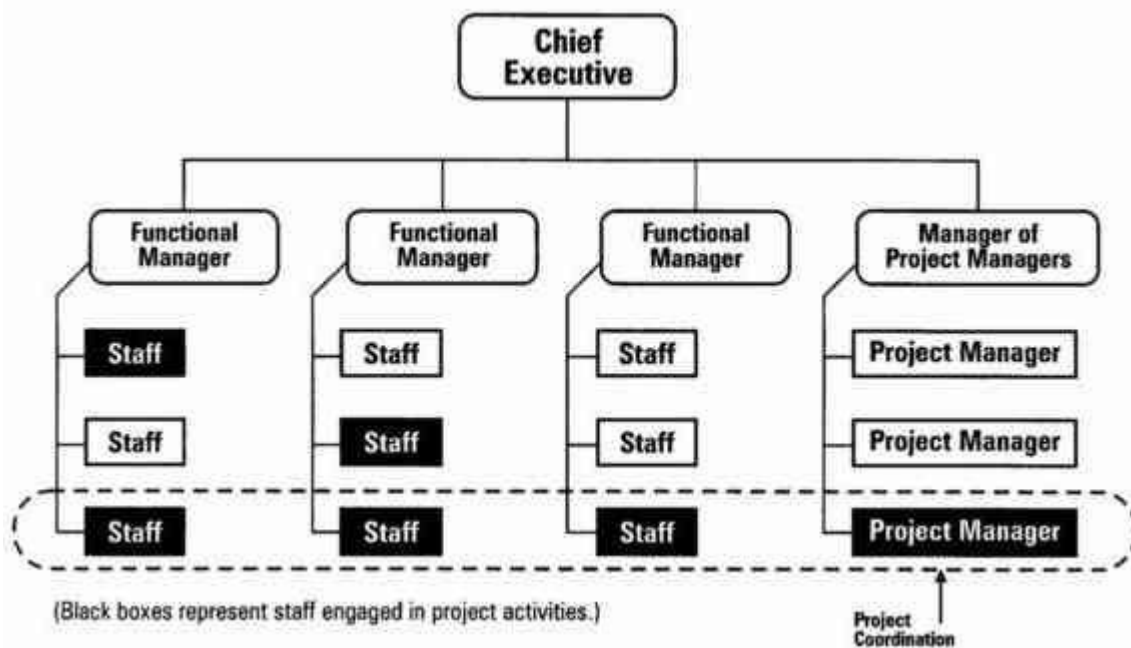 Chief
Executive
Functional
Manager
Functional
Manager
Functional
Manager
Manager of
Project Managers
Staff
Staff
Staff
Project Manager
Staff
Staff
Staff
Project Manager
Staff
Staff
Staff
Project Manager
(Black boxes represent staff engaged in project activities.)
Project
Coordination